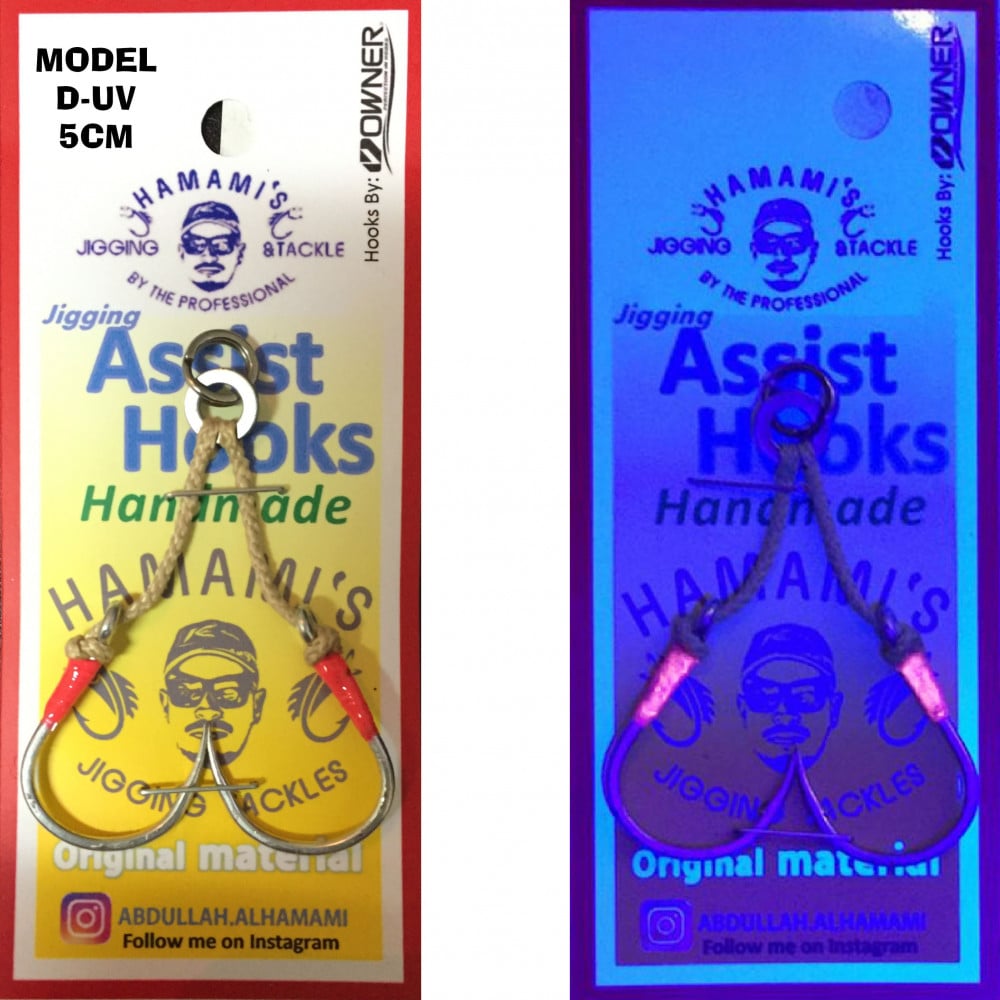 MODEL
D-UV
5CM
Hooks By: OWNER
HAMAMI'S
JIGGING &TACKLE
BY THE PROFESSIONAL
Jigging
Assist
Hooks
Handmade
HAMAMI'S
JIGGING TACKLES
Original material
ABDULLAH.ALHAMAMI
Follow me on Instagram
Hooks By: OWNER
HAMAMI'S
JIGGING &TACKLE
BY THE PROFESSIONAL
Jigging
Assist
Hooks
Handmade
HAMAMI'S
JIGGING TACKLES
Original material
ABDULLAH.ALHAMAMI
Follow me on Instagram